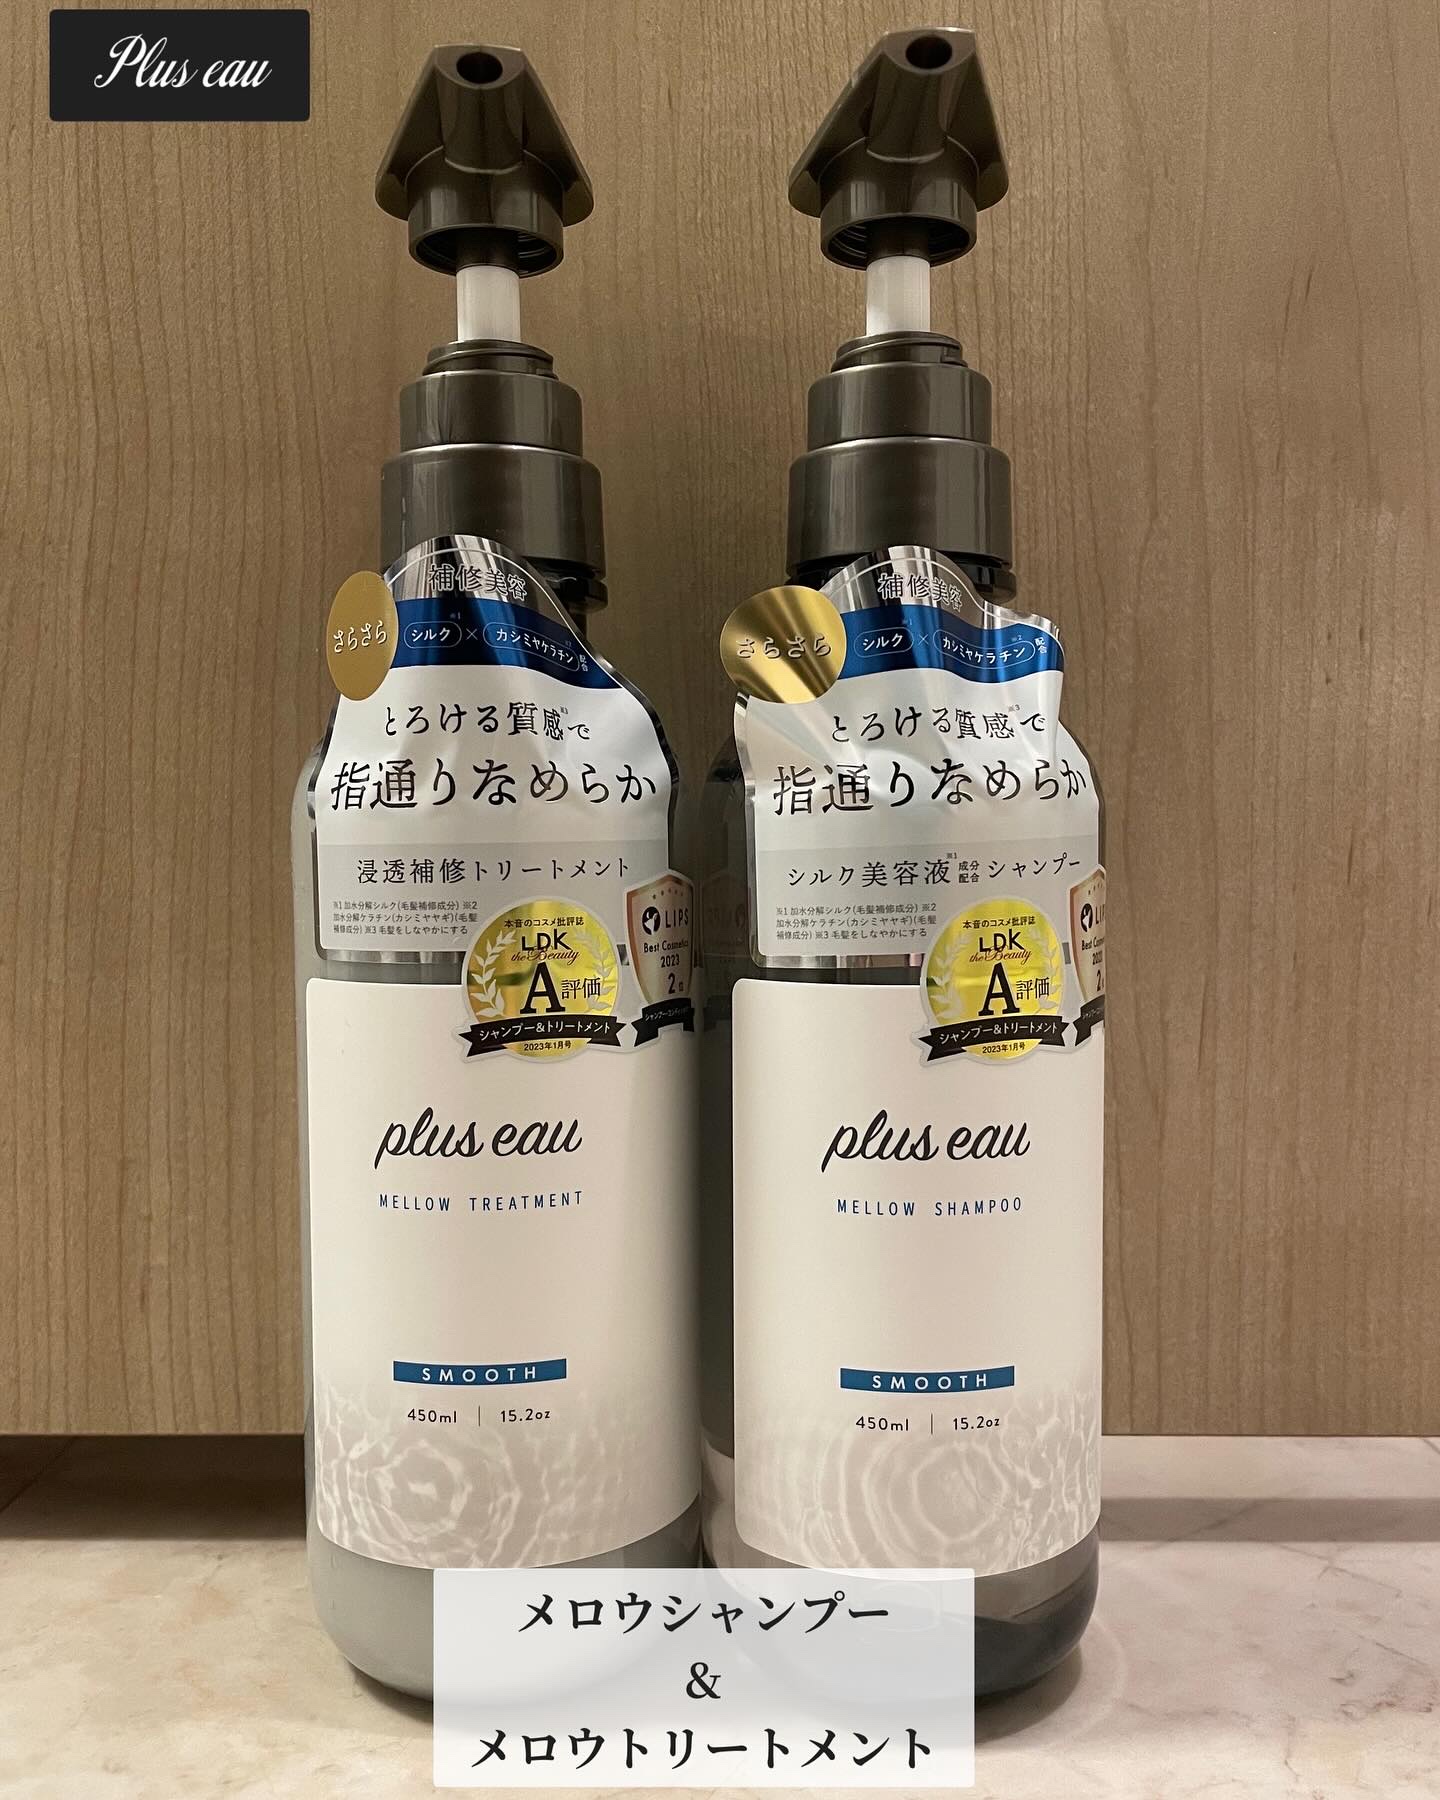 Plus eau
補修美容
さらさら
シルク※1 × カシミヤケラチン※2 配合
とろける質感※3で
指通りなめらか
浸透補修トリートメント
※1 加水分解シルク(毛髪補修成分) ※2
加水分解ケラチン(カシミヤヤギ)(毛髪
補修成分) ※3 毛髪をしなやかにする
本音のコスメ批評誌
LDK
the Beauty
A評価
シャンプー&トリートメント
2023年1月号
LIPS
Best Cosmetics
2023
2
plus eau
MELLOW TREATMENT
SMOOTH
450ml | 15.2oz
補修美容
さらさら
シルク※1 × カシミヤケラチン※2 配合
とろける質感※3で
指通りなめらか
シルク美容液※1成分配合シャンプー
※1 加水分解シルク(毛髪補修成分) ※2
加水分解ケラチン(カシミヤヤギ)(毛髪
補修成分) ※3 毛髪をしなやかにする
本音のコスメ批評誌
LDK
the Beauty
A評価
シャンプー&トリートメント
2023年1月号
LIPS
Best
2
plus eau
MELLOW SHAMPOO
SMOOTH
450ml | 15.2oz
メロウシャンプー
&
メロウトリートメント